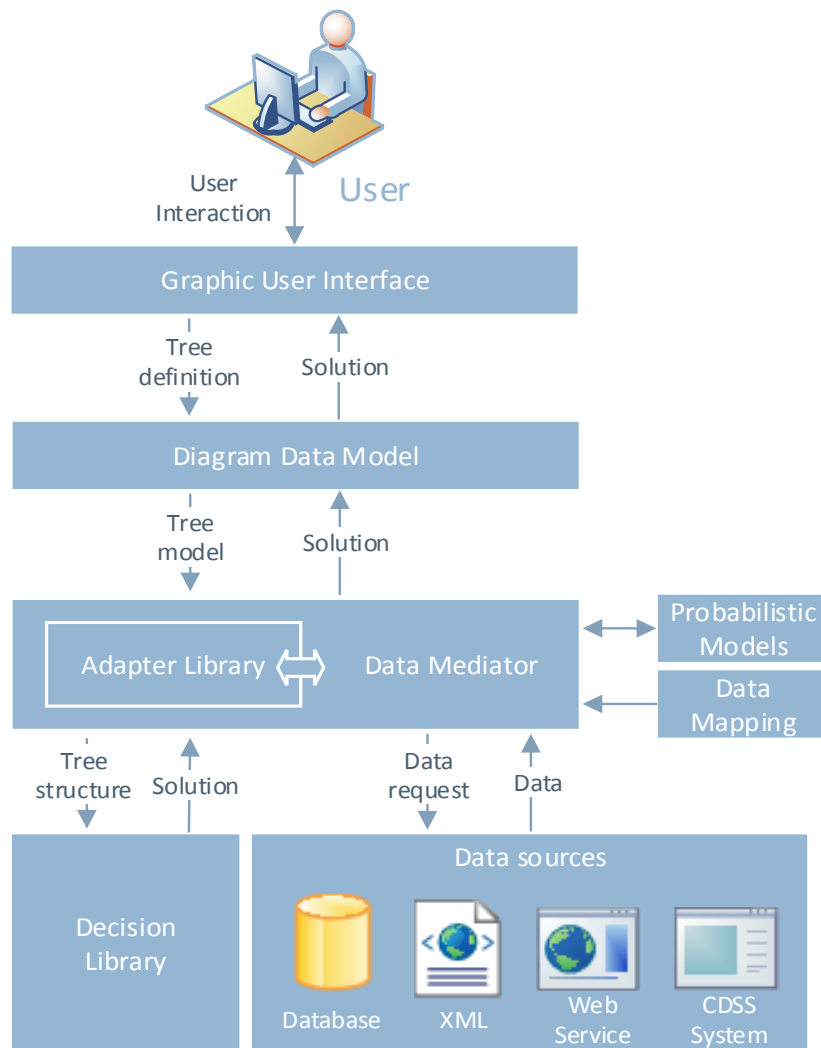 User
Interaction
User
Graphic User Interface
Tree
definition
Solution
Diagram Data Model
Tree
model
Solution
Adapter Library
Data Mediator
Probabilistic
Models
Data
Mapping
Tree
structure
Solution
Data
request
Data
Decision
Library
Data sources
Database
XML
Web
Service
CDSS
System